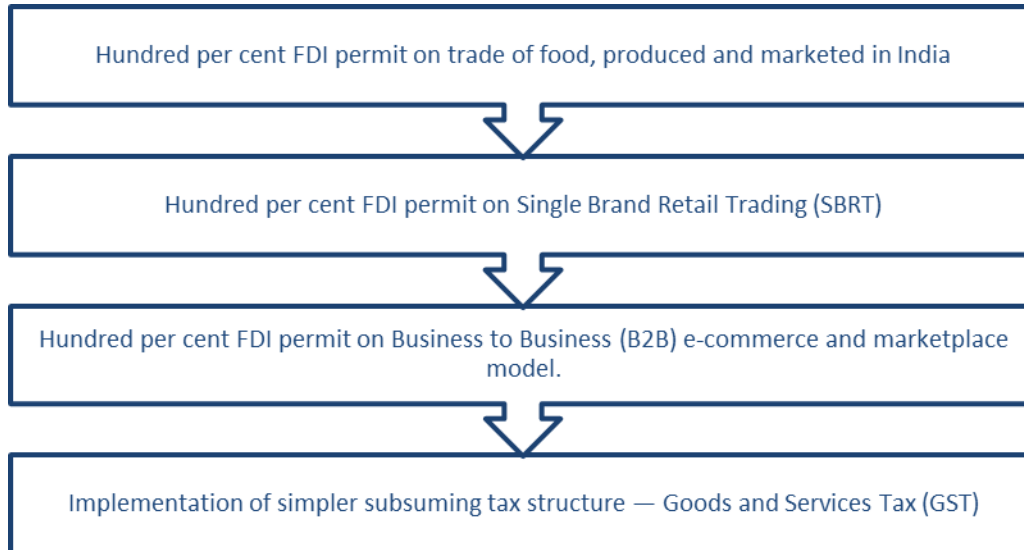 Hundred per cent FDI permit on trade of food, produced and marketed in India
Hundred per cent FDI permit on Single Brand Retail Trading (SBRT)
Hundred per cent FDI permit on Business to Business (B2B) e-commerce and marketplace
model.
Implementation of simpler subsuming tax structure — Goods and Services Tax (GST)